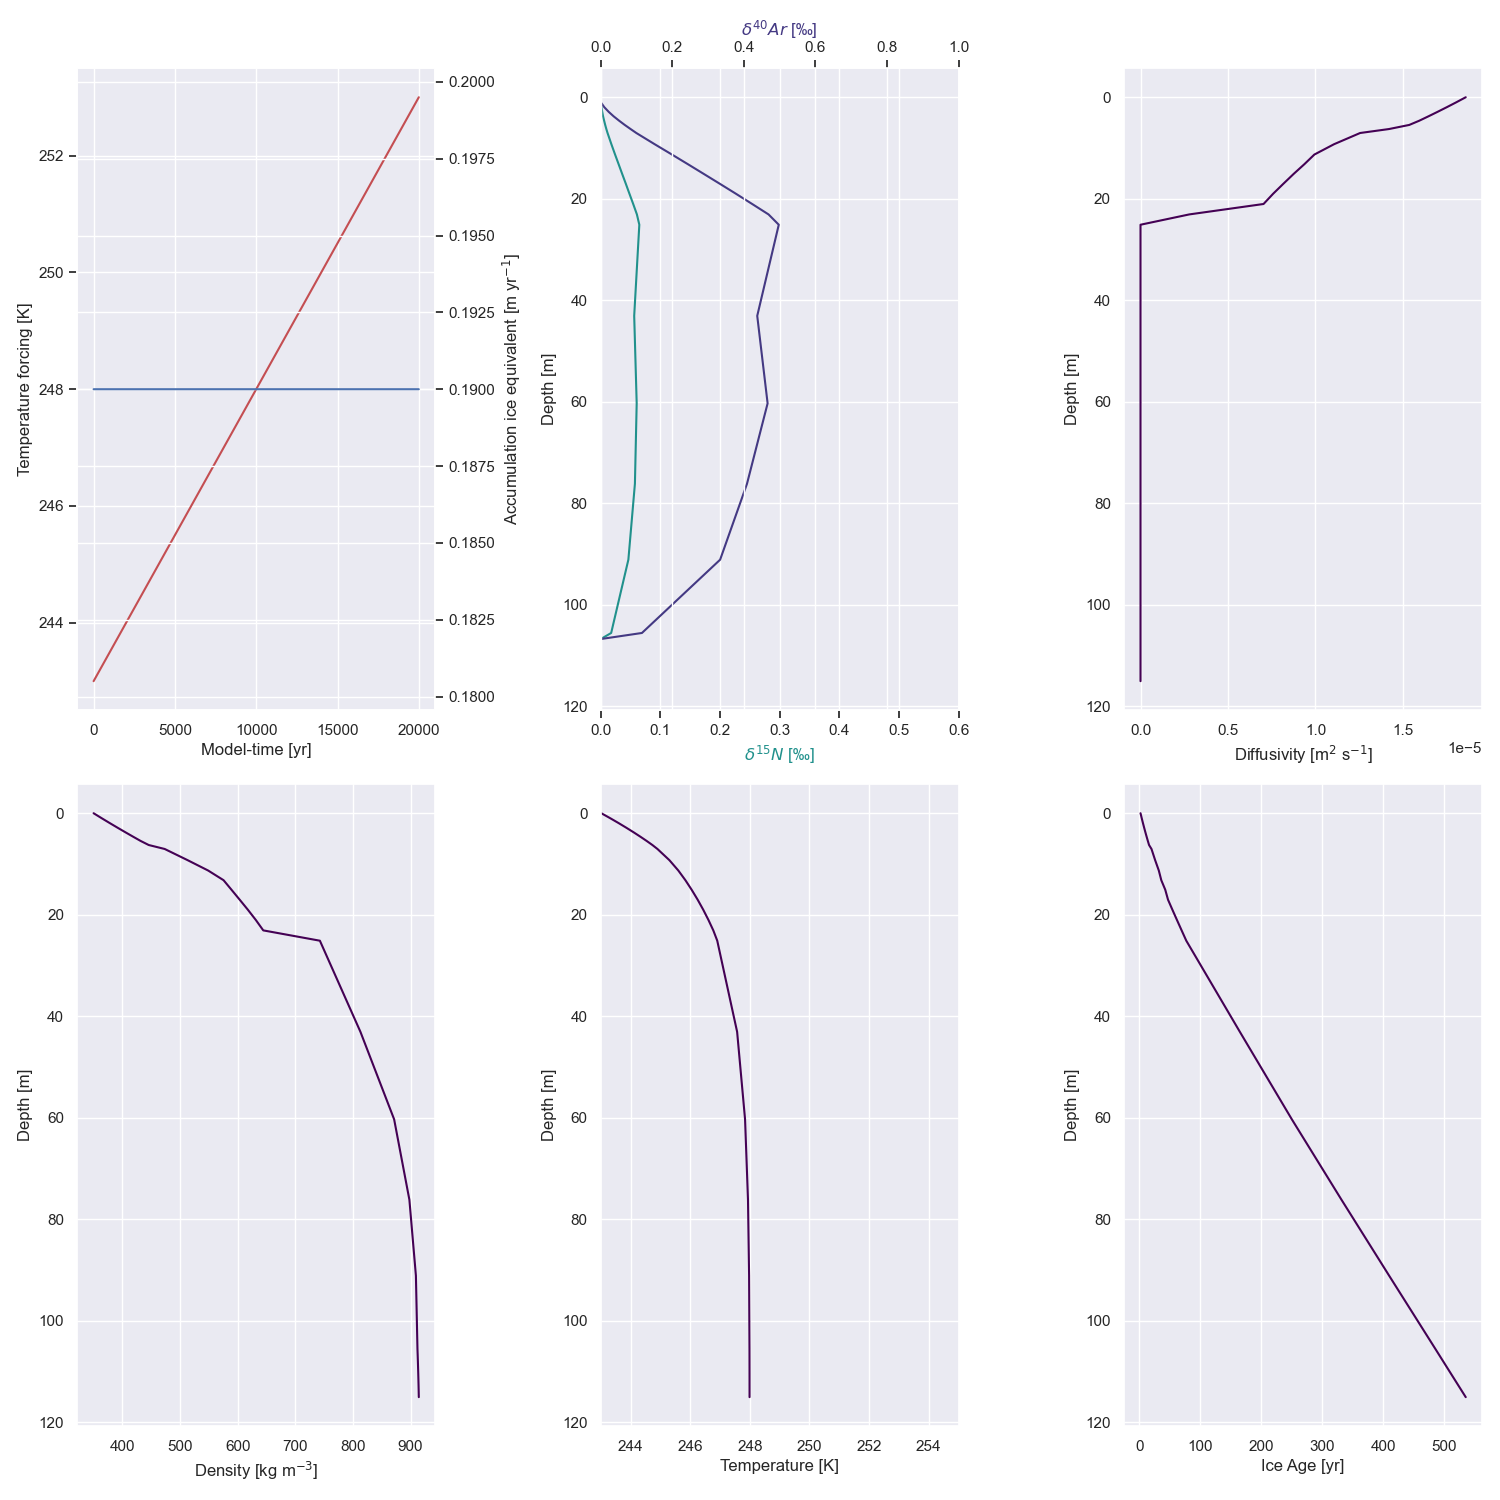 δ⁴⁰Ar [‰]
0.0 0.2 0.4 0.6 0.8 1.0
252
250
248
246
244
Temperature forcing [K]
0.2000
0.1975
0.1950
0.1925
0.1900
0.1875
0.1850
0.1825
0.1800
Accumulation ice equivalent [m yr⁻¹]
0 5000 10000 15000 20000
Model-time [yr]
0
20
40
60
80
100
120
Depth [m]
0.0 0.1 0.2 0.3 0.4 0.5 0.6
δ¹⁵N [‰]
0
20
40
60
80
100
120
Depth [m]
0.0 0.5 1.0 1.5
1e−5
Diffusivity [m² s⁻¹]
0
20
40
60
80
100
120
Depth [m]
400 500 600 700 800 900
Density [kg m⁻³]
0
20
40
60
80
100
120
Depth [m]
244 246 248 250 252 254
Temperature [K]
0
20
40
60
80
100
120
Depth [m]
0 100 200 300 400 500
Ice Age [yr]